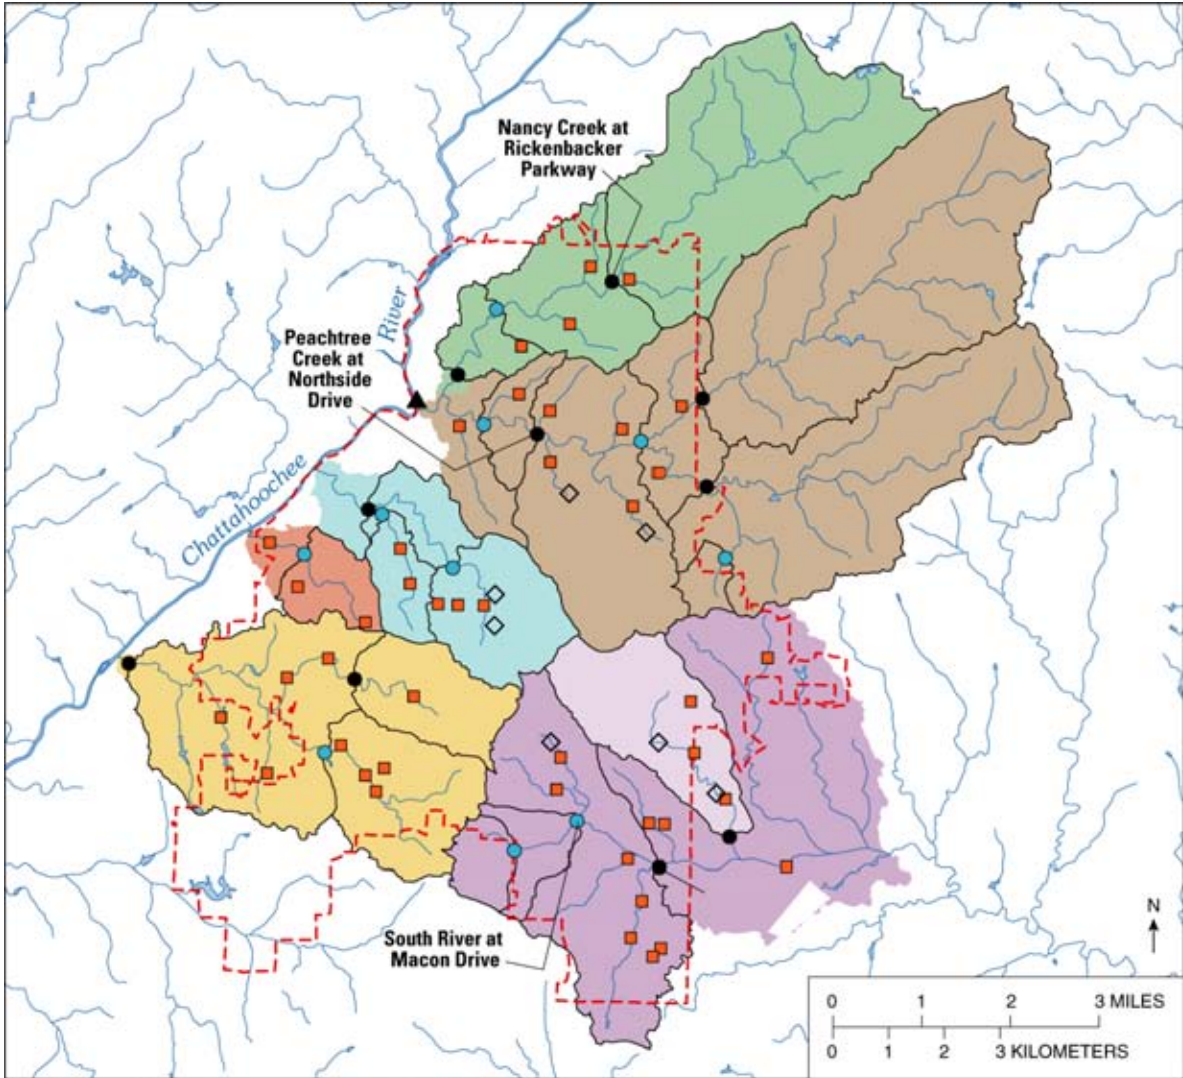 Nancy Creek at
Rickenbacker
Parkway
River
Peachtree
Creek at
Northside
Drive
Chattahoochee
South River at
Macon Drive
N
0 1 2 3 MILES
0 1 2 3 KILOMETERS